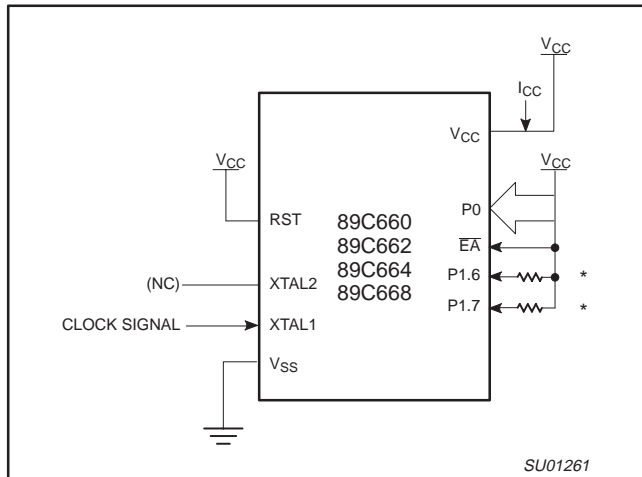 VCC
ICC
VCC
VCC
VCC
P0
RST
89C660
EA
89C662
P1.6
*
(NC)
XTAL2
89C664
89C668
P1.7
*
CLOCK SIGNAL
XTAL1
VSS
SU01261